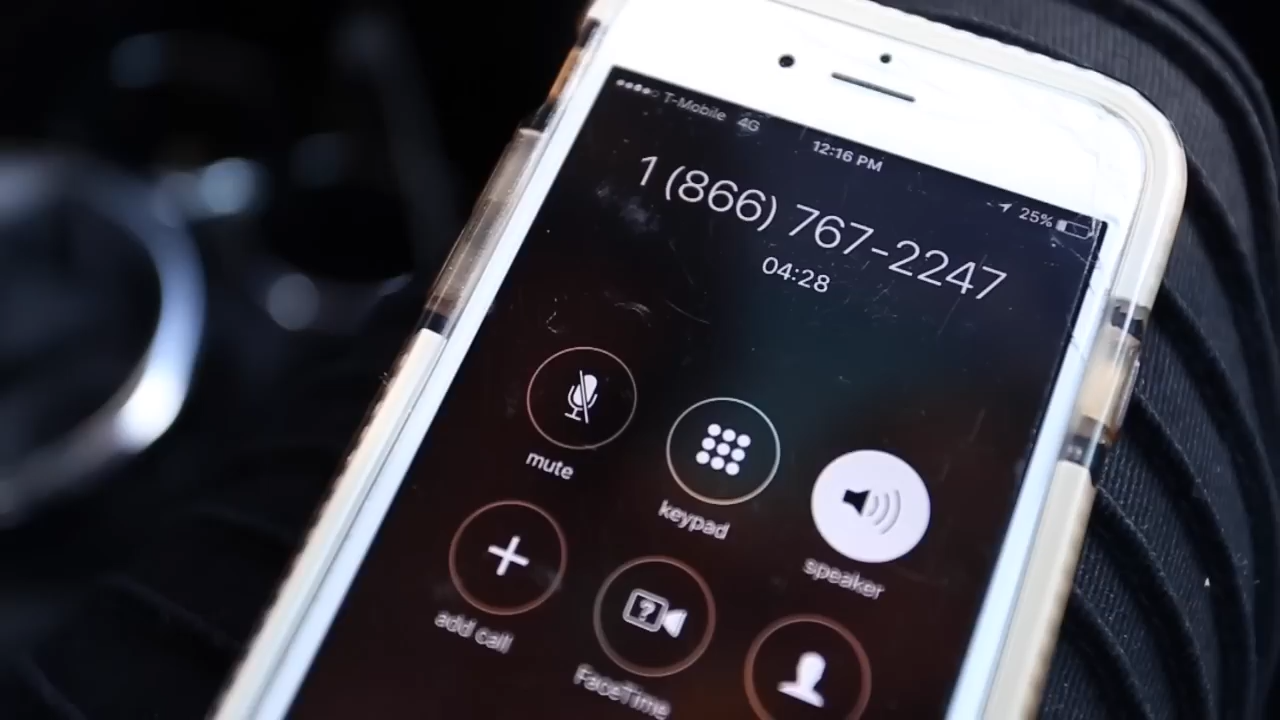 T-Mobile 4G 12:16 PM 25%
1 (866) 767-2247
04:28
mute keypad speaker
add call FaceTime